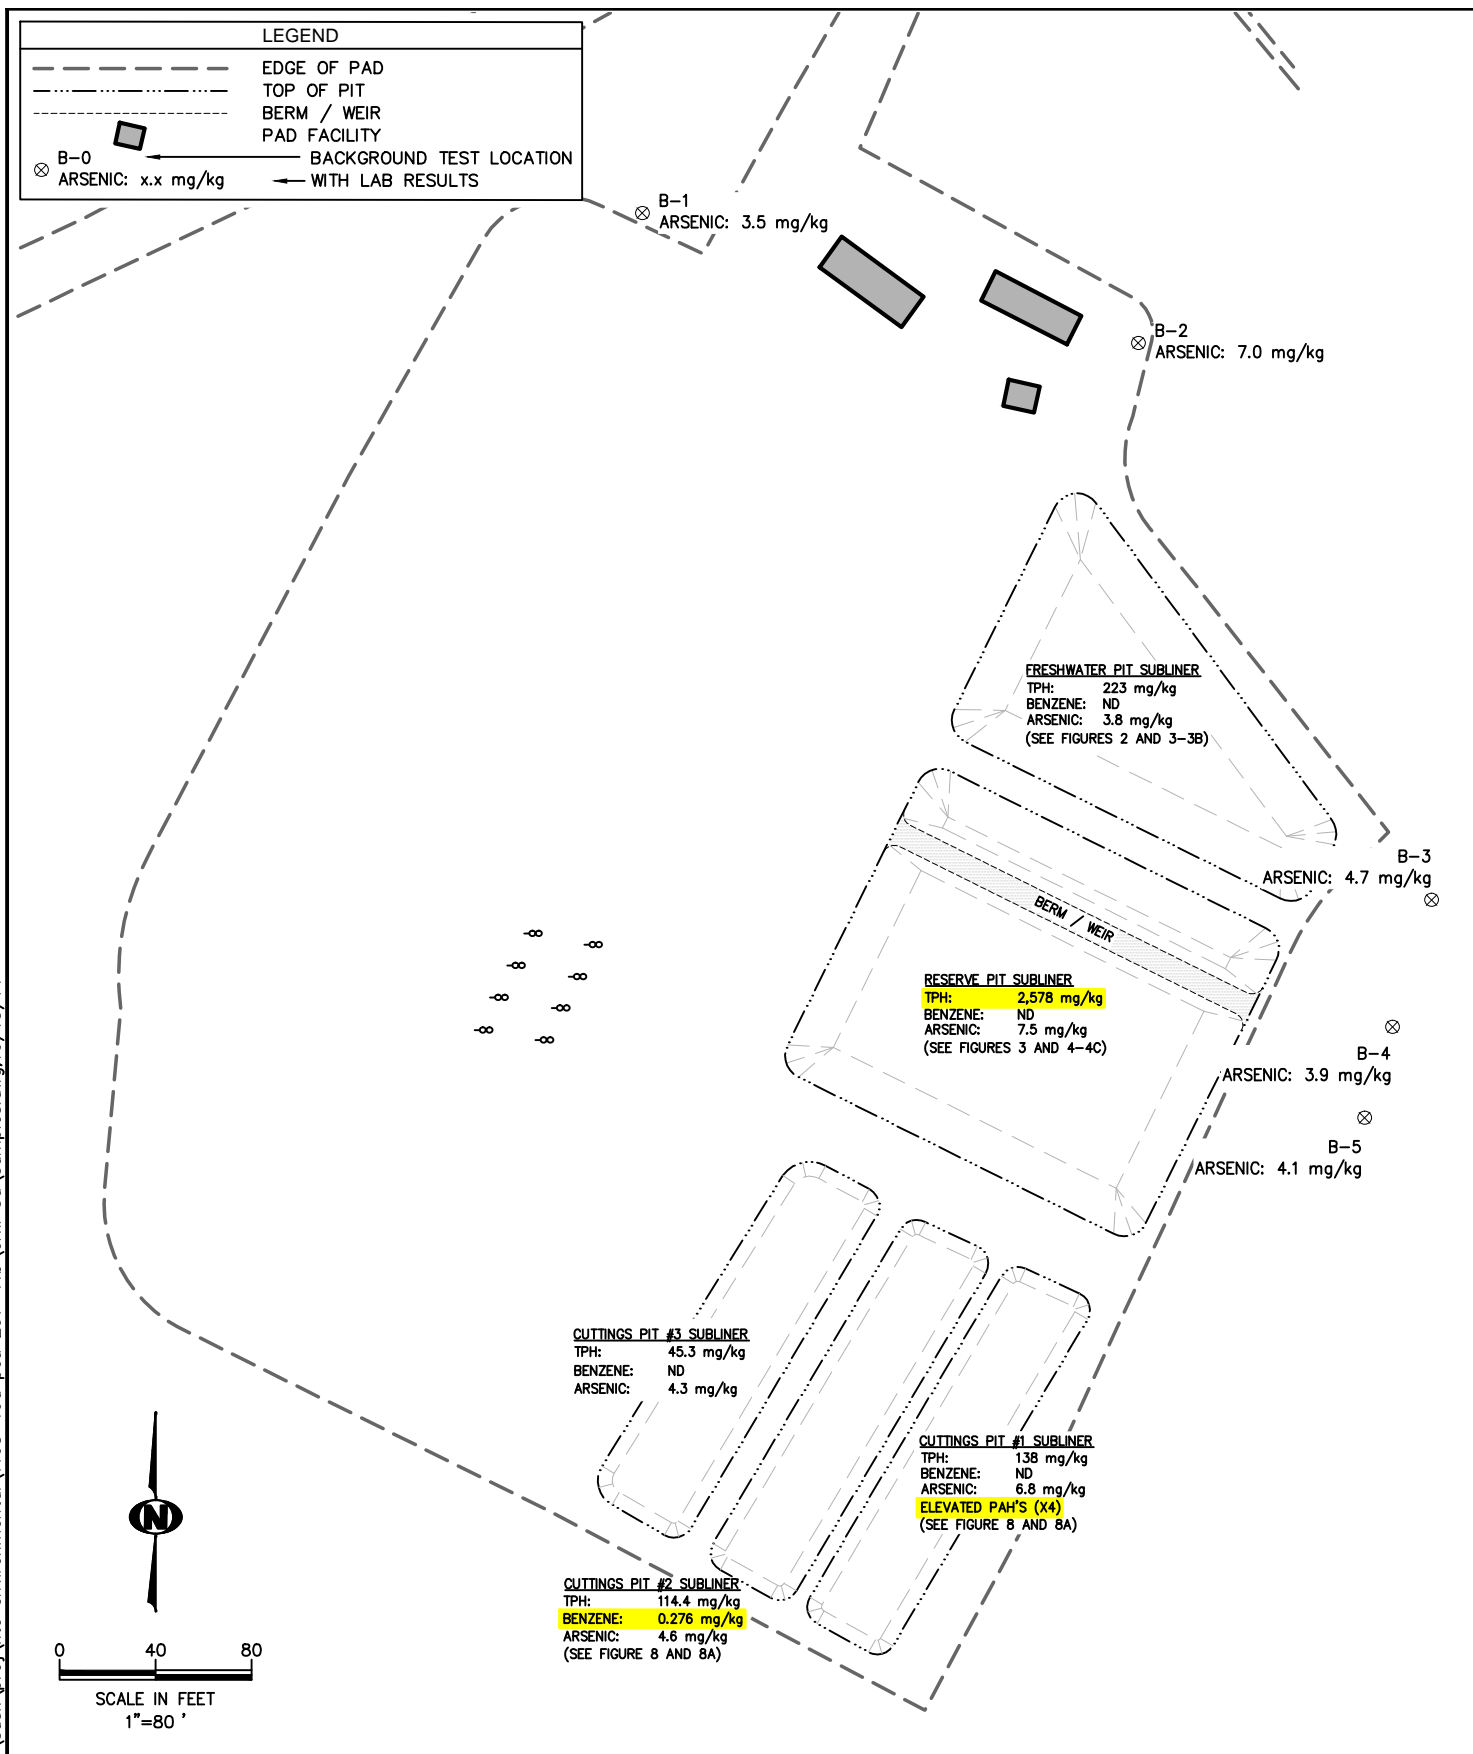 LEGEND
EDGE OF PAD
TOP OF PIT
BERM / WEIR
PAD FACILITY
B-0
BACKGROUND TEST LOCATION
ARSENIC: x.x mg/kg
WITH LAB RESULTS
B-1
ARSENIC: 3.5 mg/kg
B-2
ARSENIC: 7.0 mg/kg
FRESHWATER PIT SUBLINER
TPH: 223 mg/kg
BENZENE: ND
ARSENIC: 3.8 mg/kg
(SEE FIGURES 2 AND 3-3B)
B-3
ARSENIC: 4.7 mg/kg
BERM / WEIR
RESERVE PIT SUBLINER
TPH: 2,578 mg/kg
BENZENE: ND
ARSENIC: 7.5 mg/kg
(SEE FIGURES 3 AND 4-4C)
B-4
ARSENIC: 3.9 mg/kg
B-5
ARSENIC: 4.1 mg/kg
CUTTINGS PIT #3 SUBLINER
TPH: 45.3 mg/kg
BENZENE: ND
ARSENIC: 4.3 mg/kg
CUTTINGS PIT #1 SUBLINER
TPH: 138 mg/kg
BENZENE: ND
ARSENIC: 6.8 mg/kg
ELEVATED PAH'S (X4)
(SEE FIGURE 8 AND 8A)
CUTTINGS PIT #2 SUBLINER
TPH: 114.4 mg/kg
BENZENE: 0.276 mg/kg
ARSENIC: 4.6 mg/kg
(SEE FIGURE 8 AND 8A)
N
0 40 80
SCALE IN FEET
1"=80 '